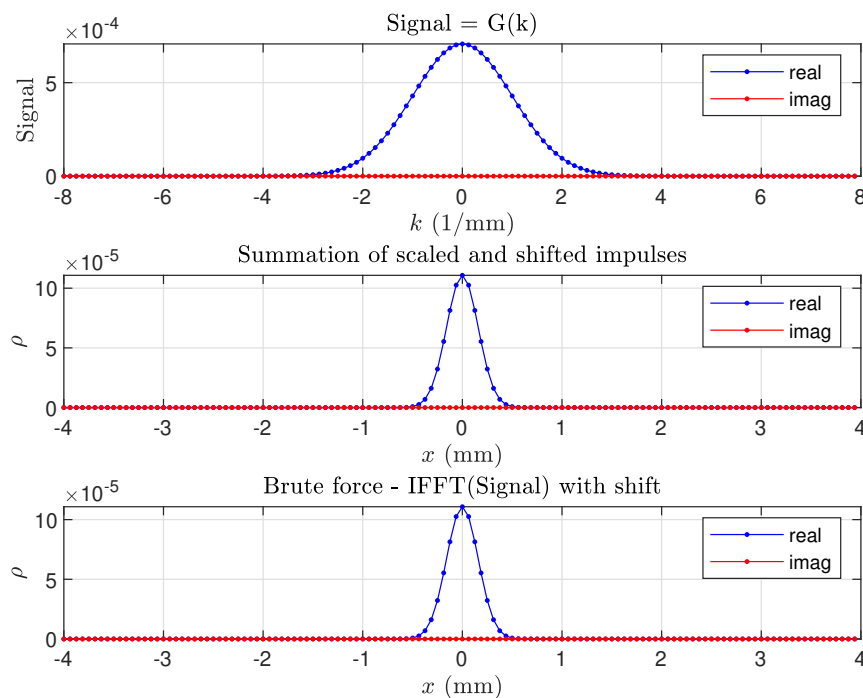 Signal = G(k)
×10⁻⁴
Signal
5
0
real
imag
-8 -6 -4 -2 0 2 4 6 8
k (1/mm)
Summation of scaled and shifted impulses
×10⁻⁵
ρ
10
5
0
real
imag
-4 -3 -2 -1 0 1 2 3 4
x (mm)
Brute force - IFFT(Signal) with shift
×10⁻⁵
ρ
10
5
0
real
imag
-4 -3 -2 -1 0 1 2 3 4
x (mm)